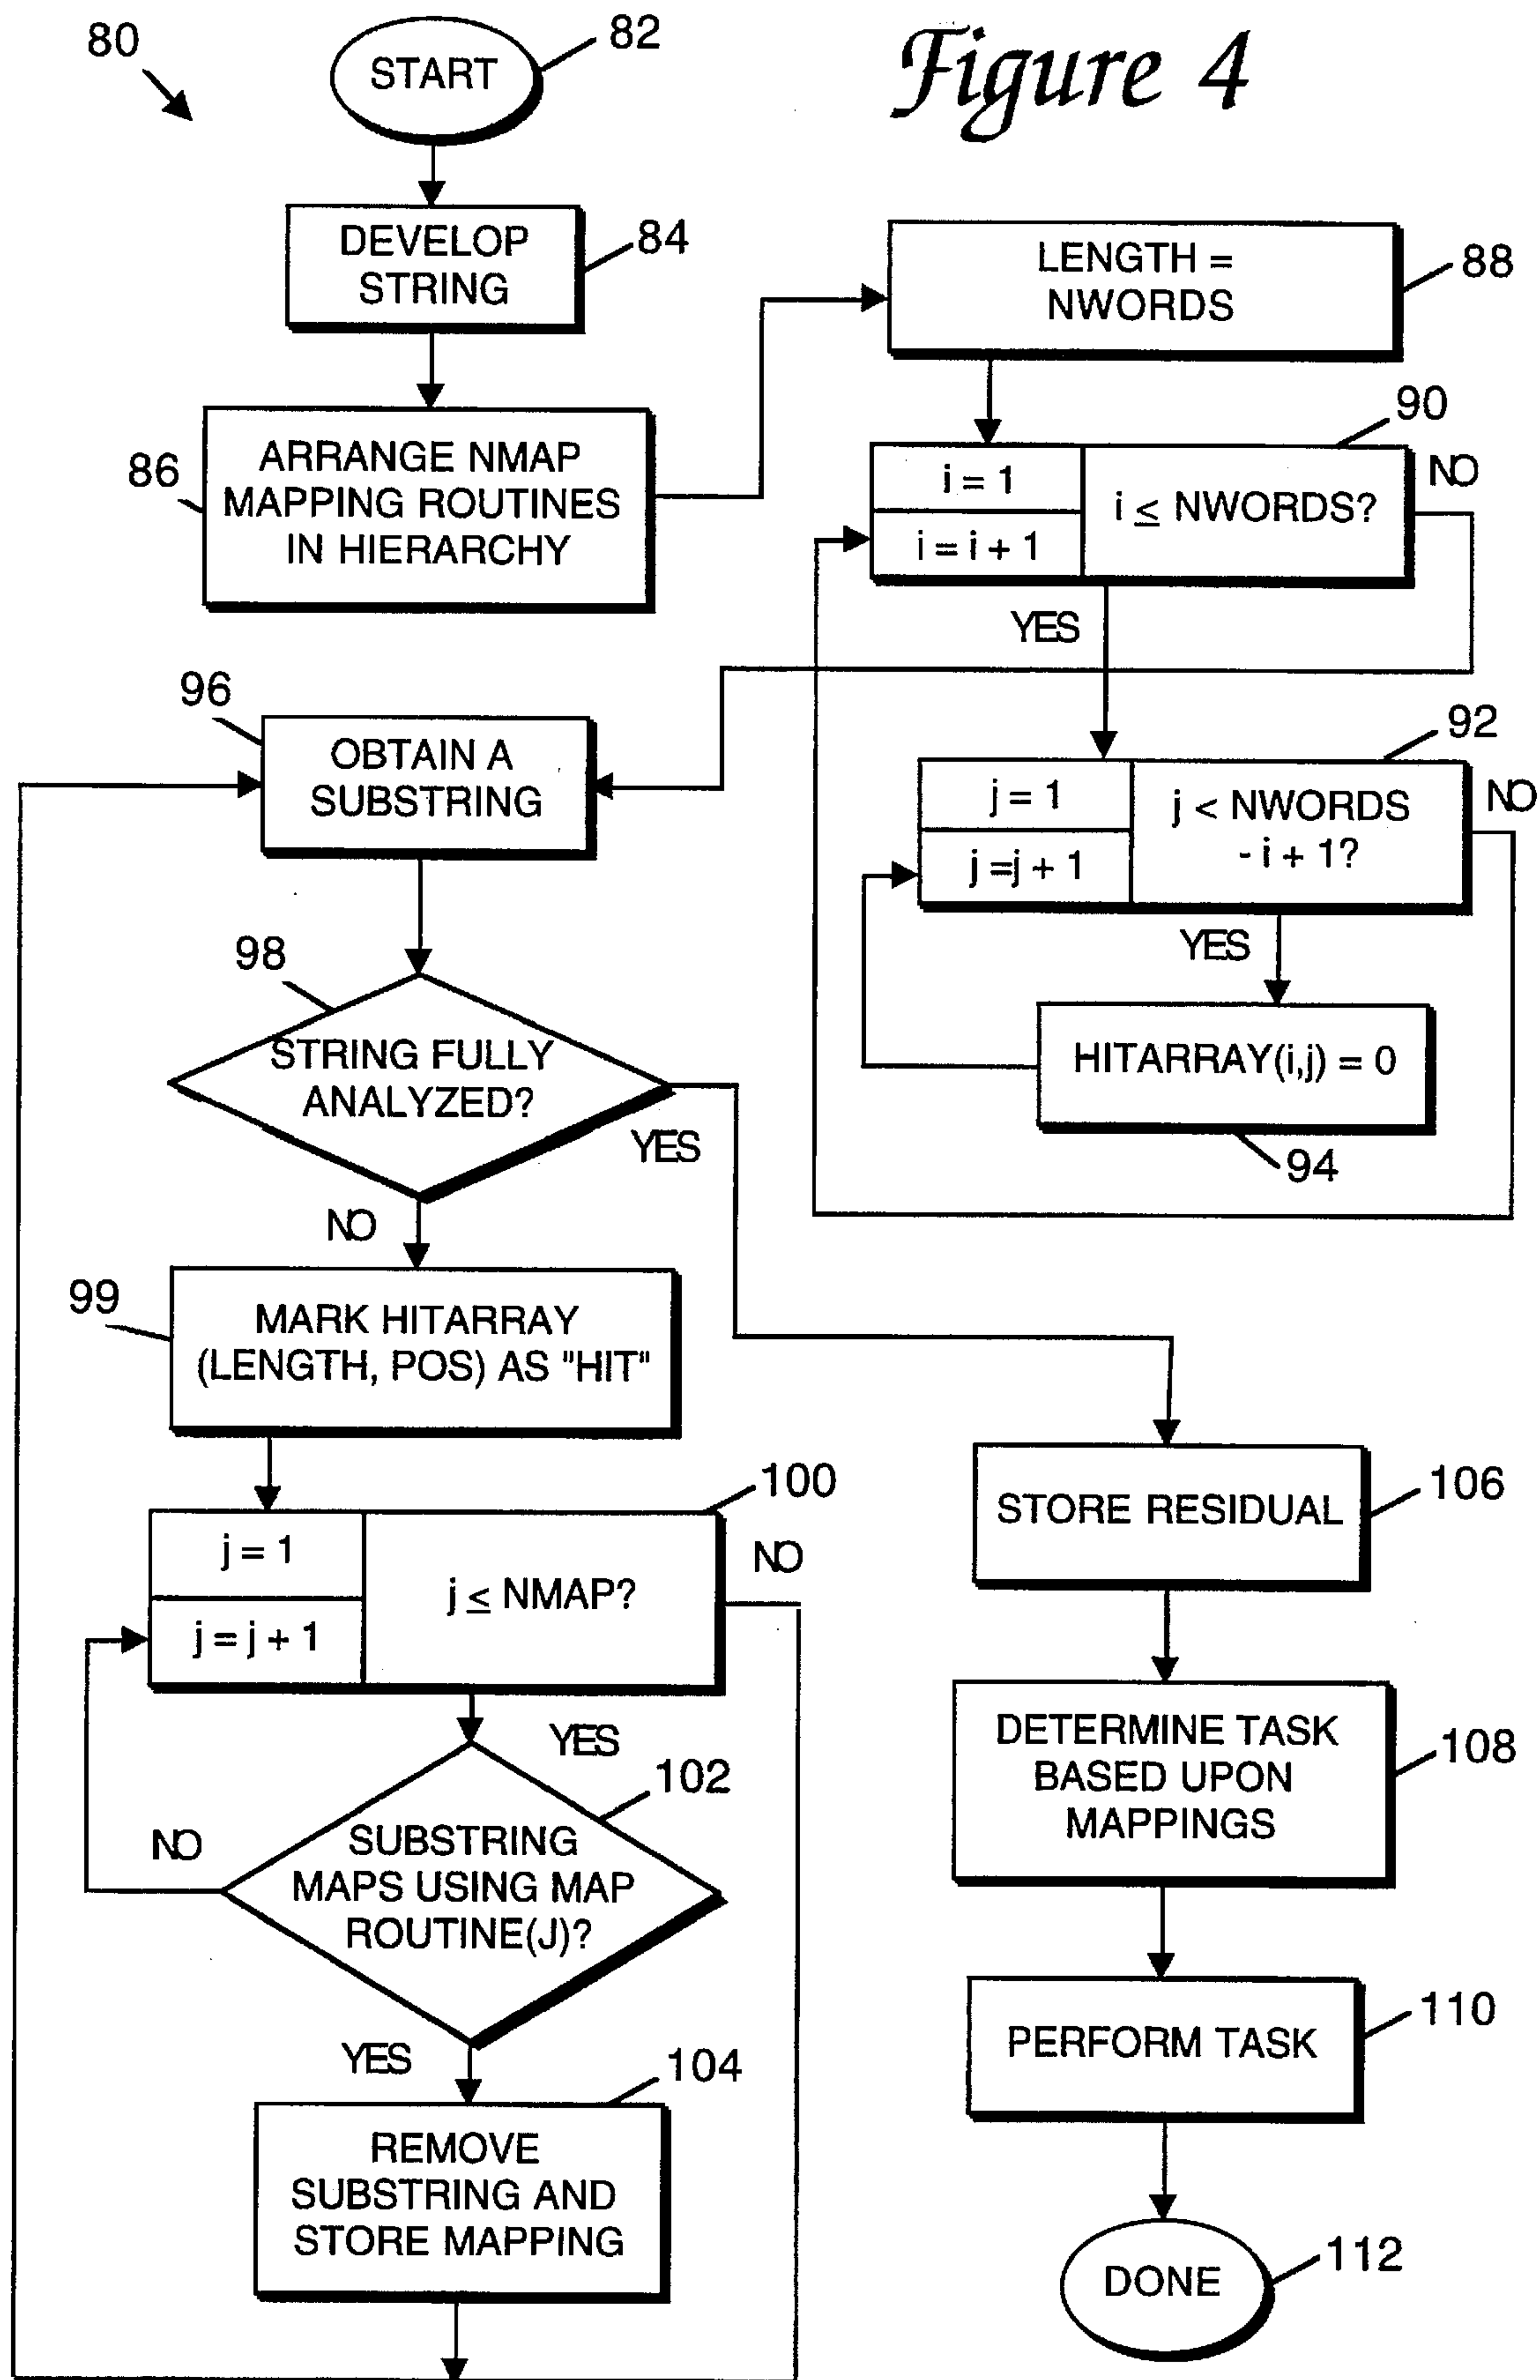 Figure 4
80
82
START
84
DEVELOP
STRING
86
ARRANGE NMAP
MAPPING ROUTINES
IN HIERARCHY
88
LENGTH =
NWORDS
90
i = 1
i = i + 1
i ≤ NWORDS?
NO
YES
92
j = 1
j =j + 1
j < NWORDS
- i + 1?
NO
YES
HITARRAY(i,j) = 0
94
96
OBTAIN A
SUBSTRING
98
STRING FULLY
ANALYZED?
YES
NO
99
MARK HITARRAY
(LENGTH, POS) AS "HIT"
100
j = 1
j = j + 1
j ≤ NMAP?
NO
YES
102
SUBSTRING
MAPS USING MAP
ROUTINE(J)?
NO
YES
104
REMOVE
SUBSTRING AND
STORE MAPPING
106
STORE RESIDUAL
108
DETERMINE TASK
BASED UPON
MAPPINGS
110
PERFORM TASK
112
DONE